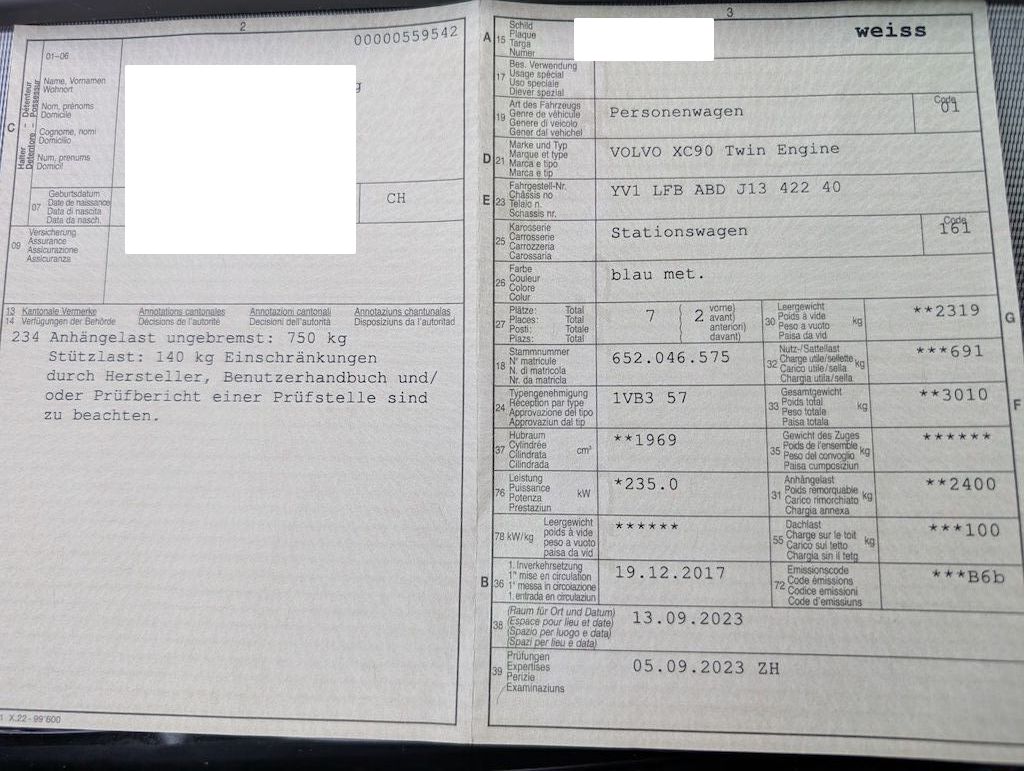 2
00000559542
01-06
C
Halter - Détenteur
Detentore - Possessur
Name, Vornamen
Wohnort
Nom, prénoms
Domicile
Cognome, nomi
Domicilio
Num, prenums
Domicil
07
Geburtsdatum
Date de naissance
Data di nascita
Data da nasch.
CH
09
Versicherung
Assurance
Assicurazione
Assicuranza
13 Kantonale Vermerke Annotations cantonales Annotazioni cantonali Annotaziuns chantunalas
14 Verfügungen der Behörde Décisions de l'autorité Decisioni dell'autorità Disposiziuns da l'autoritad
234 Anhängelast ungebremst: 750 kg
Stützlast: 140 kg Einschränkungen
durch Hersteller, Benutzerhandbuch und/
oder Prüfbericht einer Prüfstelle sind
zu beachten.
X.22 - 99'600
3
A
15
Schild
Plaque
Targa
Numer
weiss
17
Bes. Verwendung
Usage spécial
Uso speciale
Diever spezial
19
Art des Fahrzeugs
Genre de véhicule
Genere di veicolo
Gener dal vehichel
Personenwagen
Code
01
D
21
Marke und Typ
Marque et type
Marca e tipo
Marca e tip
VOLVO XC90 Twin Engine
E
23
Fahrgestell-Nr.
Châssis no
Telaio n.
Schassis nr.
YV1 LFB ABD J13 422 40
25
Karosserie
Carrosserie
Carrozzeria
Carossaria
Stationswagen
Code
161
26
Farbe
Couleur
Colore
Colur
blau met.
27
Plätze: Total
Places: Total
Posti: Totale
Plazs: Total
7
2
vorne)
avant)
anteriori)
davant)
30
Leergewicht
Poids à vide
Peso a vuoto
Paisa da vid
kg
**2319
G
18
Stammnummer
N° matricule
N. di matricola
Nr. da matricla
652.046.575
32
Nutz-/Sattellast
Charge utile/sellette
Carico utile/sella
Chargia utila/sella
kg
***691
24
Typengenehmigung
Réception par type
Approvazione del tipo
Approvaziun dal tip
1VB3 57
33
Gesamtgewicht
Poids total
Peso totale
Paisa totala
kg
**3010
F
37
Hubraum
Cylindrée
Cilindrata
Cilindrada
cm³
**1969
35
Gewicht des Zuges
Poids de l'ensemble
Peso del convoglio
Paisa cumposiziun
kg
******
76
Leistung
Puissance
Potenza
Prestaziun
kW
*235.0
31
Anhängelast
Poids remorquable
Carico rimorchiato
Chargia annexa
kg
**2400
78 kW/kg
Leergewicht
poids à vide
peso a vuoto
paisa da vid
******
55
Dachlast
Charge sur le toit
Carico sul tetto
Chargia sin il tetg
kg
***100
B
36
1. Inverkehrsetzung
1re mise en circulation
1a messa in circolazione
1. entrada en circulaziun
19.12.2017
72
Emissionscode
Code émissions
Codice emissioni
Code d'emissiuns
***B6b
38
(Raum für Ort und Datum)
(Espace pour lieu et date)
(Spazio per luogo e data)
(Spazi per lieu e data)
13.09.2023
39
Prüfungen
Expertises
Perizie
Examinaziuns
05.09.2023 ZH